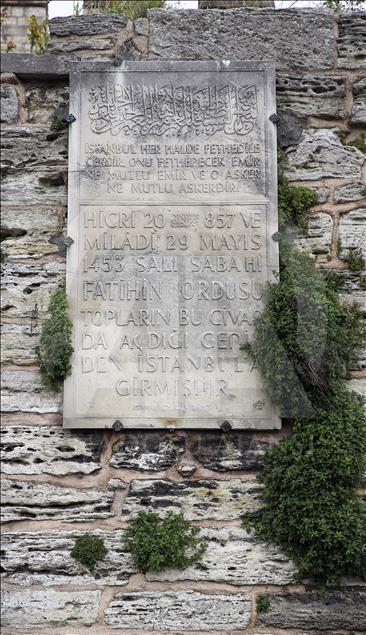 İSTANBUL HER HALDE FETHEDİLE
CEKDİR. ONU FETHEDECEK EMİR
NE MUTLU EMİR VE O ASKER
NE MUTLU ASKERDİR.
HİCRİ 20 857 VE
MİLÂDİ 29 MAYIS
1453 SALI SABAHI
FATİHİN ORDUSU
TOPLARIN BU CİVAR
DA AÇDIĞI GEDİK
DEN İSTANBUL'A
GİRMİŞDİR